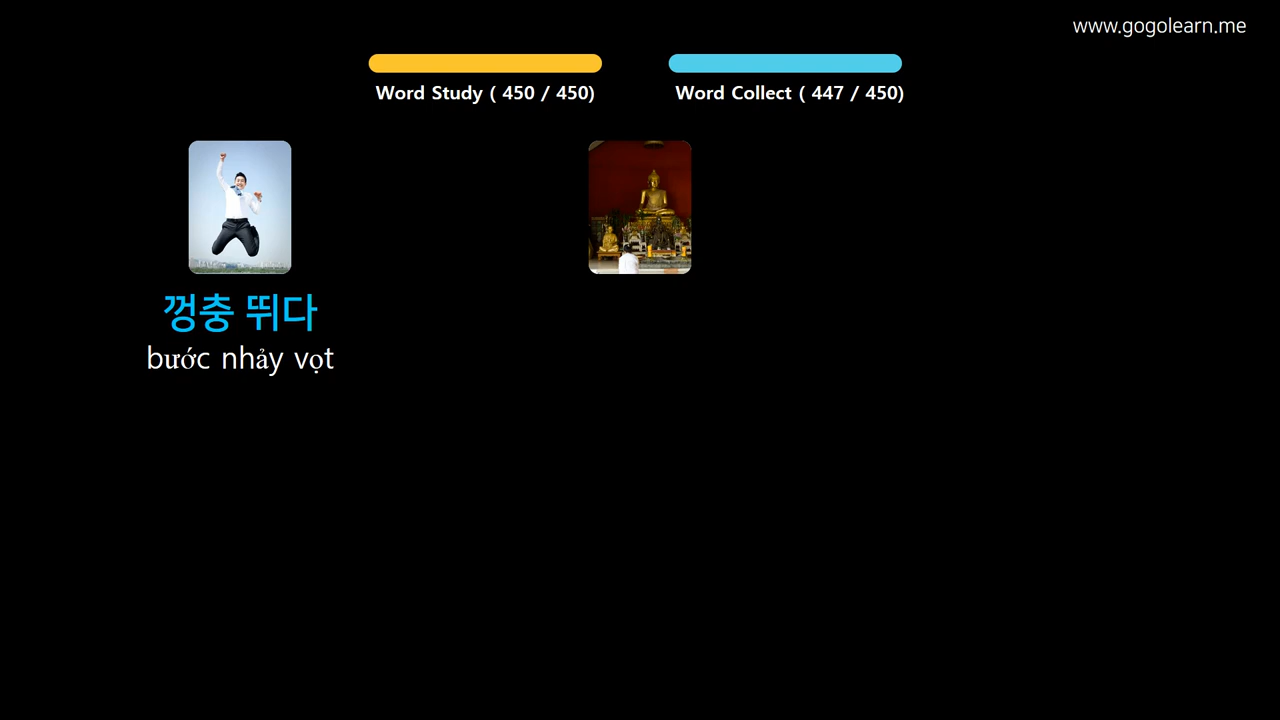 www.gogolearn.me
Word Study ( 450 / 450)
Word Collect ( 447 / 450)
껑충 뛰다
bước nhảy vọt